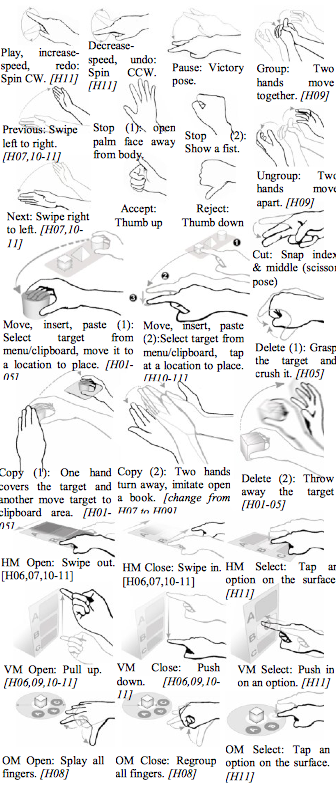 Play, increase-
speed, redo:
Spin CW. [H11]
Decrease-
speed, undo:
Spin CCW.
[H11]
Pause: Victory
pose.
Group: Two
hands move
together. [H09]
Previous: Swipe
left to right.
[H07,10-11]
Stop (1): open
palm face away
from body.
Stop (2):
Show a fist.
Ungroup: Two
hands move
apart. [H09]
Next: Swipe right
to left. [H07,10-
11]
Accept:
Thumb up
Reject:
Thumb down
Cut: Snap index
& middle (scissor
pose)
1
2
3
Move, insert, paste (1):
Select target from
menu/clipboard, move it to
a location to place. [H01-
05]
Move, insert, paste
(2):Select target from
menu/clipboard, tap
at a location to place.
[H10-11]
Delete (1): Grasp
the target and
crush it. [H05]
Copy (1): One hand
covers the target and
another move target to
clipboard area. [H01-
05]
Copy (2): Two hands
turn away, imitate open
a book. [change from
H07 to H09]
Delete (2): Throw
away the target
[H01-05]
HM Open: Swipe out.
[H06,07,10-11]
HM Close: Swipe in.
[H06,07,10-11]
HM Select: Tap an
option on the surface.
[H11]
A
B
C
VM Open: Pull up.
[H06,09,10-11]
VM Close: Push
down. [H06,09,10-
11]
VM Select: Push in
on an option. [H11]
OM Open: Splay all
fingers. [H08]
OM Close: Regroup
all fingers. [H08]
OM Select: Tap an
option on the surface.
[H11]